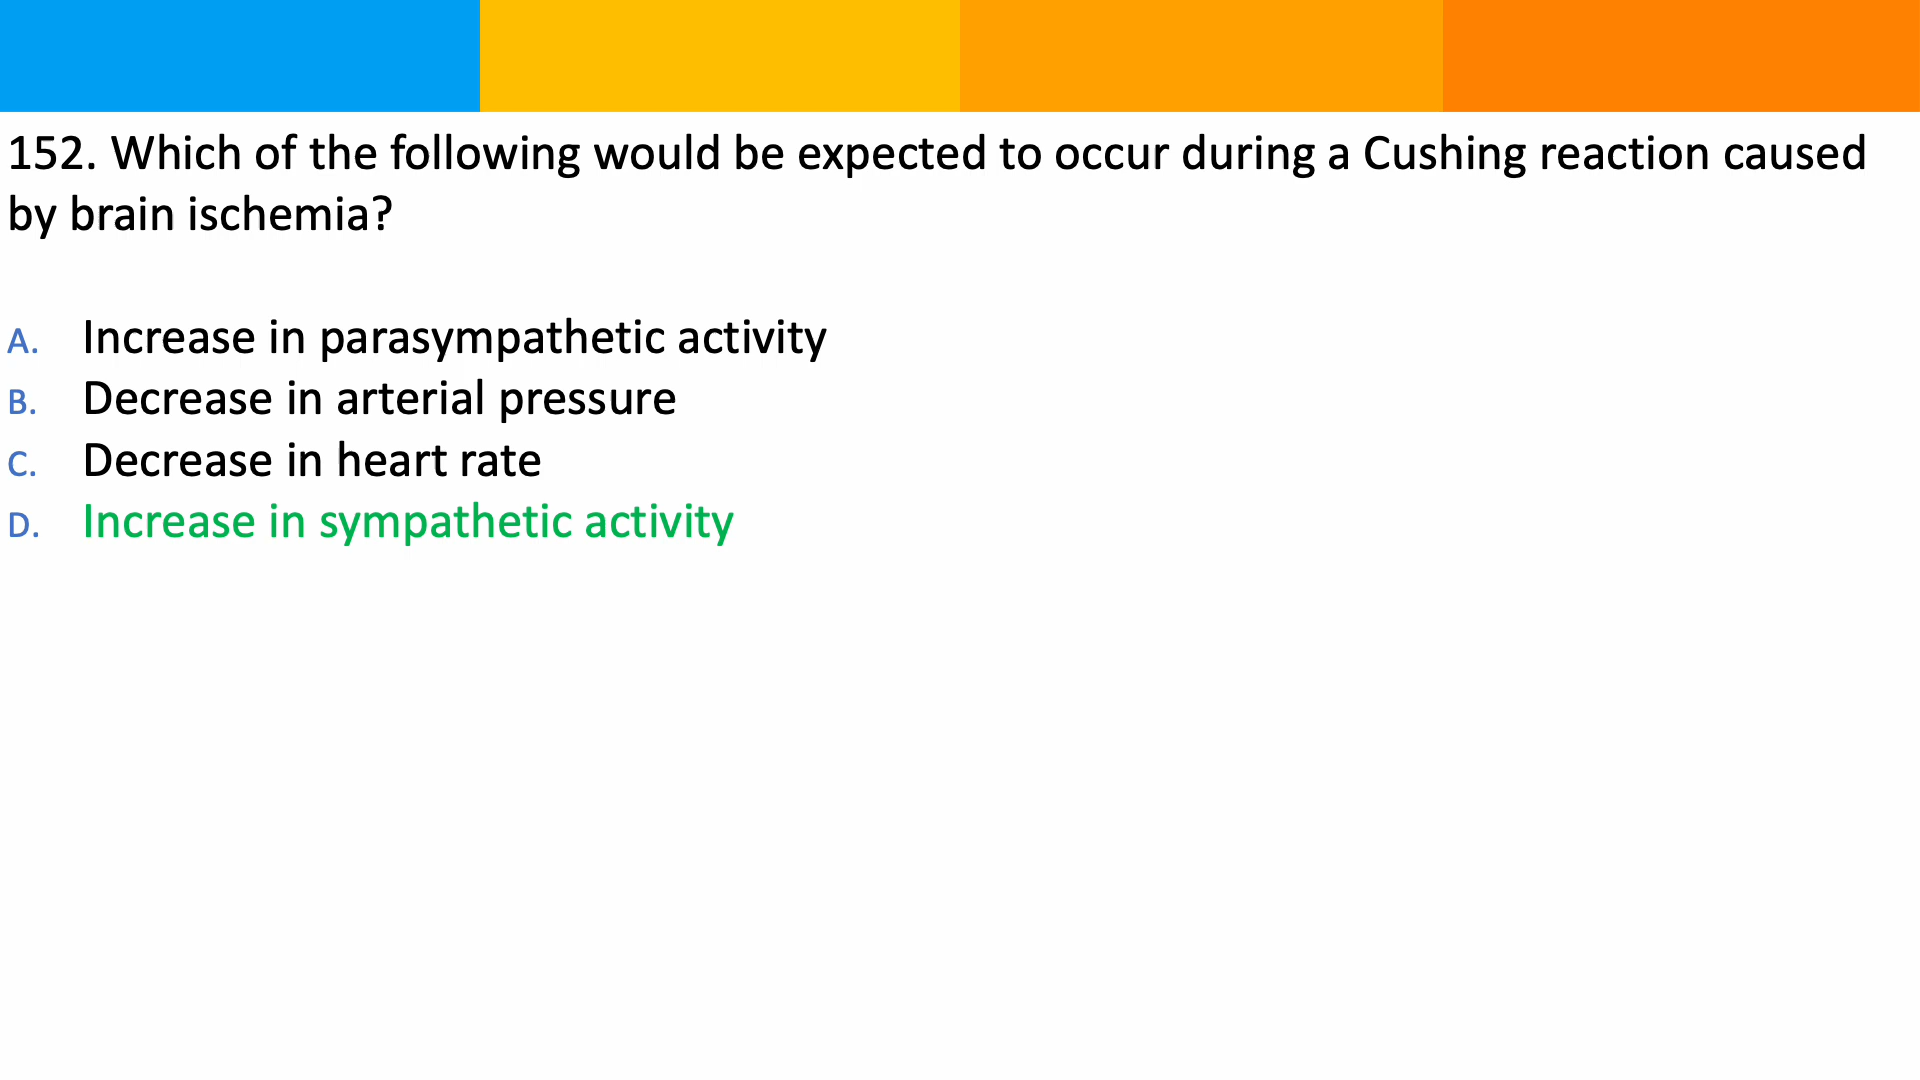 152. Which of the following would be expected to occur during a Cushing reaction caused
by brain ischemia?
A. Increase in parasympathetic activity
B. Decrease in arterial pressure
C. Decrease in heart rate
D. Increase in sympathetic activity